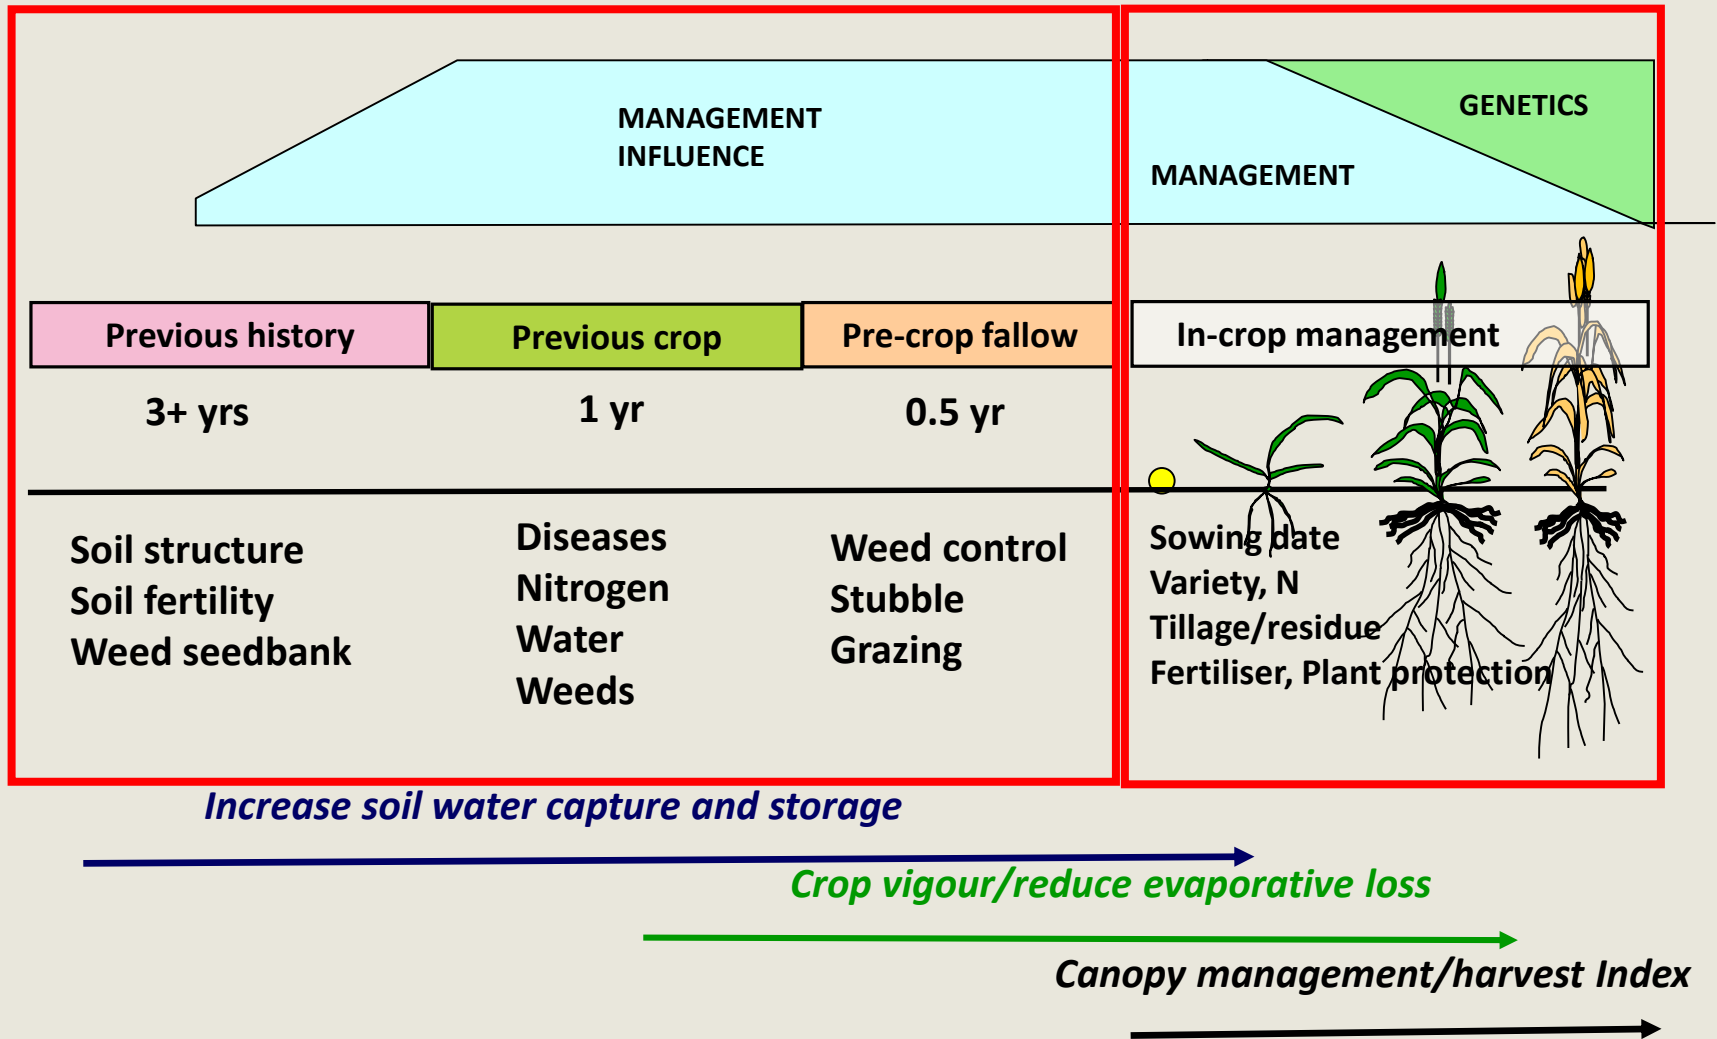 MANAGEMENT
INFLUENCE
GENETICS
MANAGEMENT
Previous history
Previous crop
Pre-crop fallow
In-crop management
3+ yrs
1 yr
0.5 yr
Soil structure
Soil fertility
Weed seedbank
Diseases
Nitrogen
Water
Weeds
Weed control
Stubble
Grazing
Sowing date
Variety, N
Tillage/residue
Fertiliser, Plant protection
Increase soil water capture and storage
Crop vigour/reduce evaporative loss
Canopy management/harvest Index